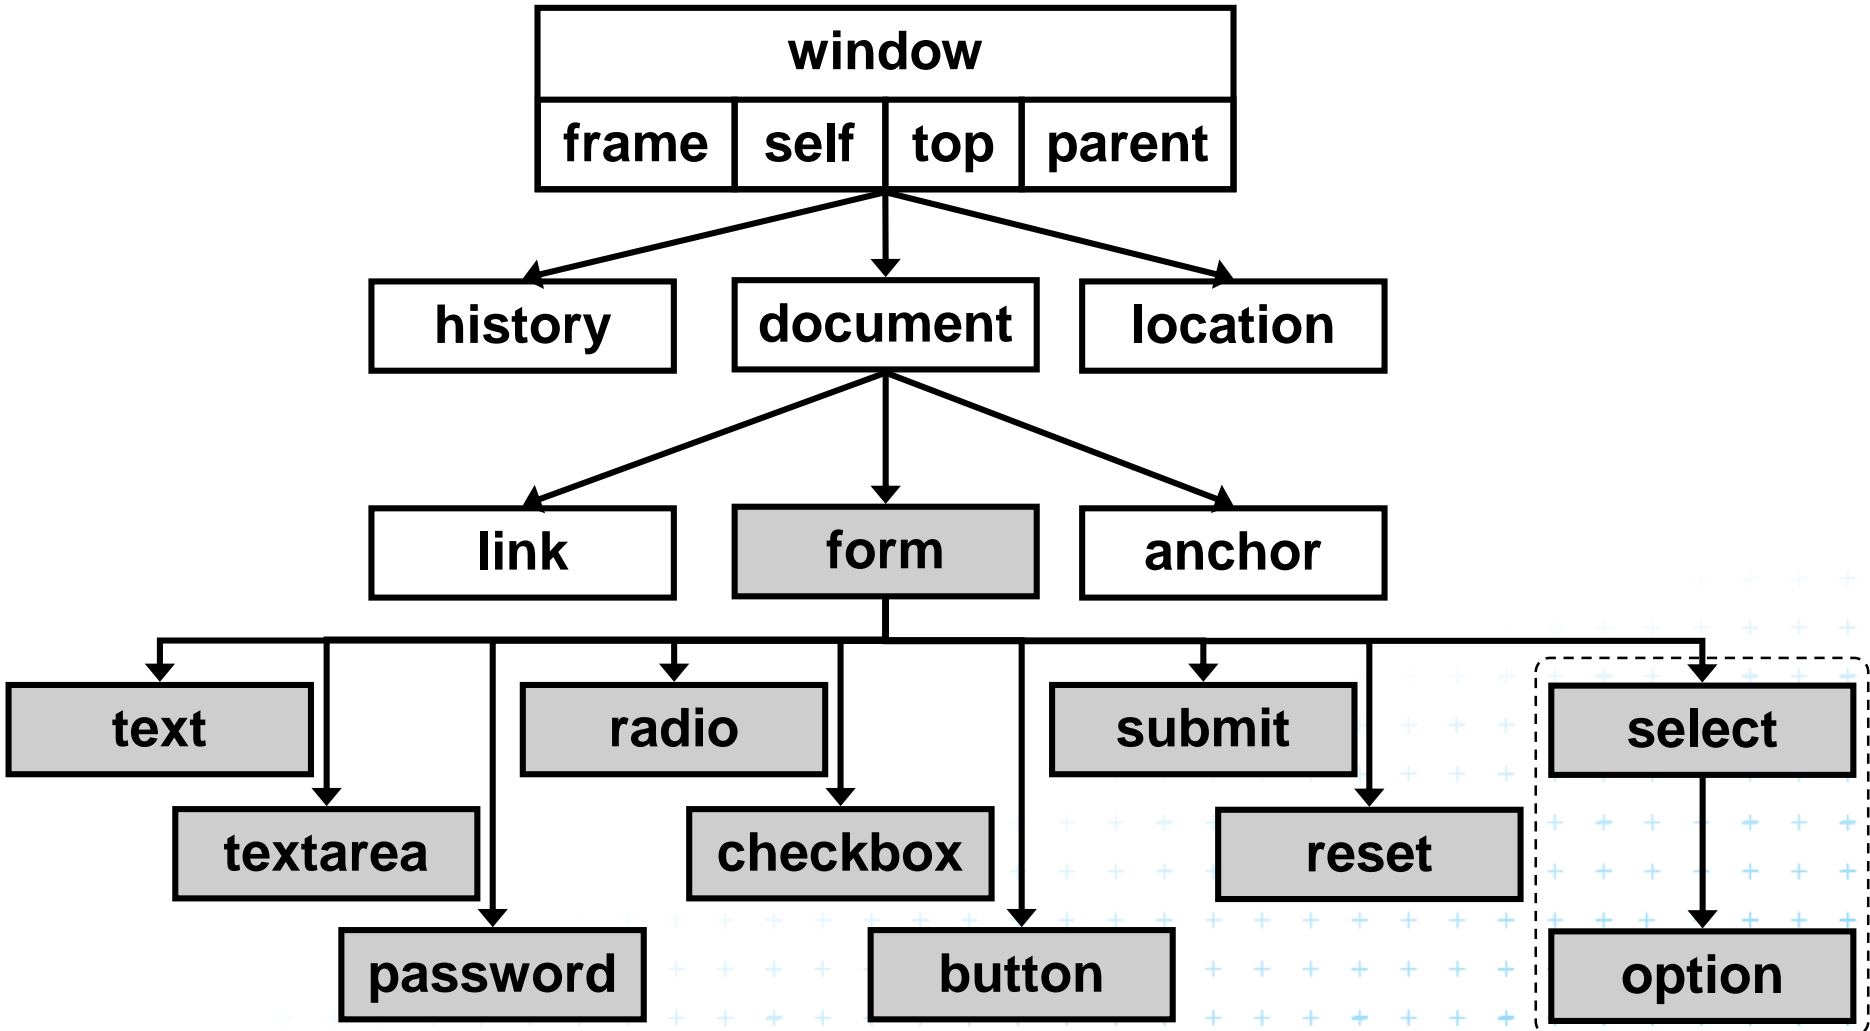 window
frame self top parent
history document location
link form anchor
text radio submit select
textarea checkbox reset
password button option